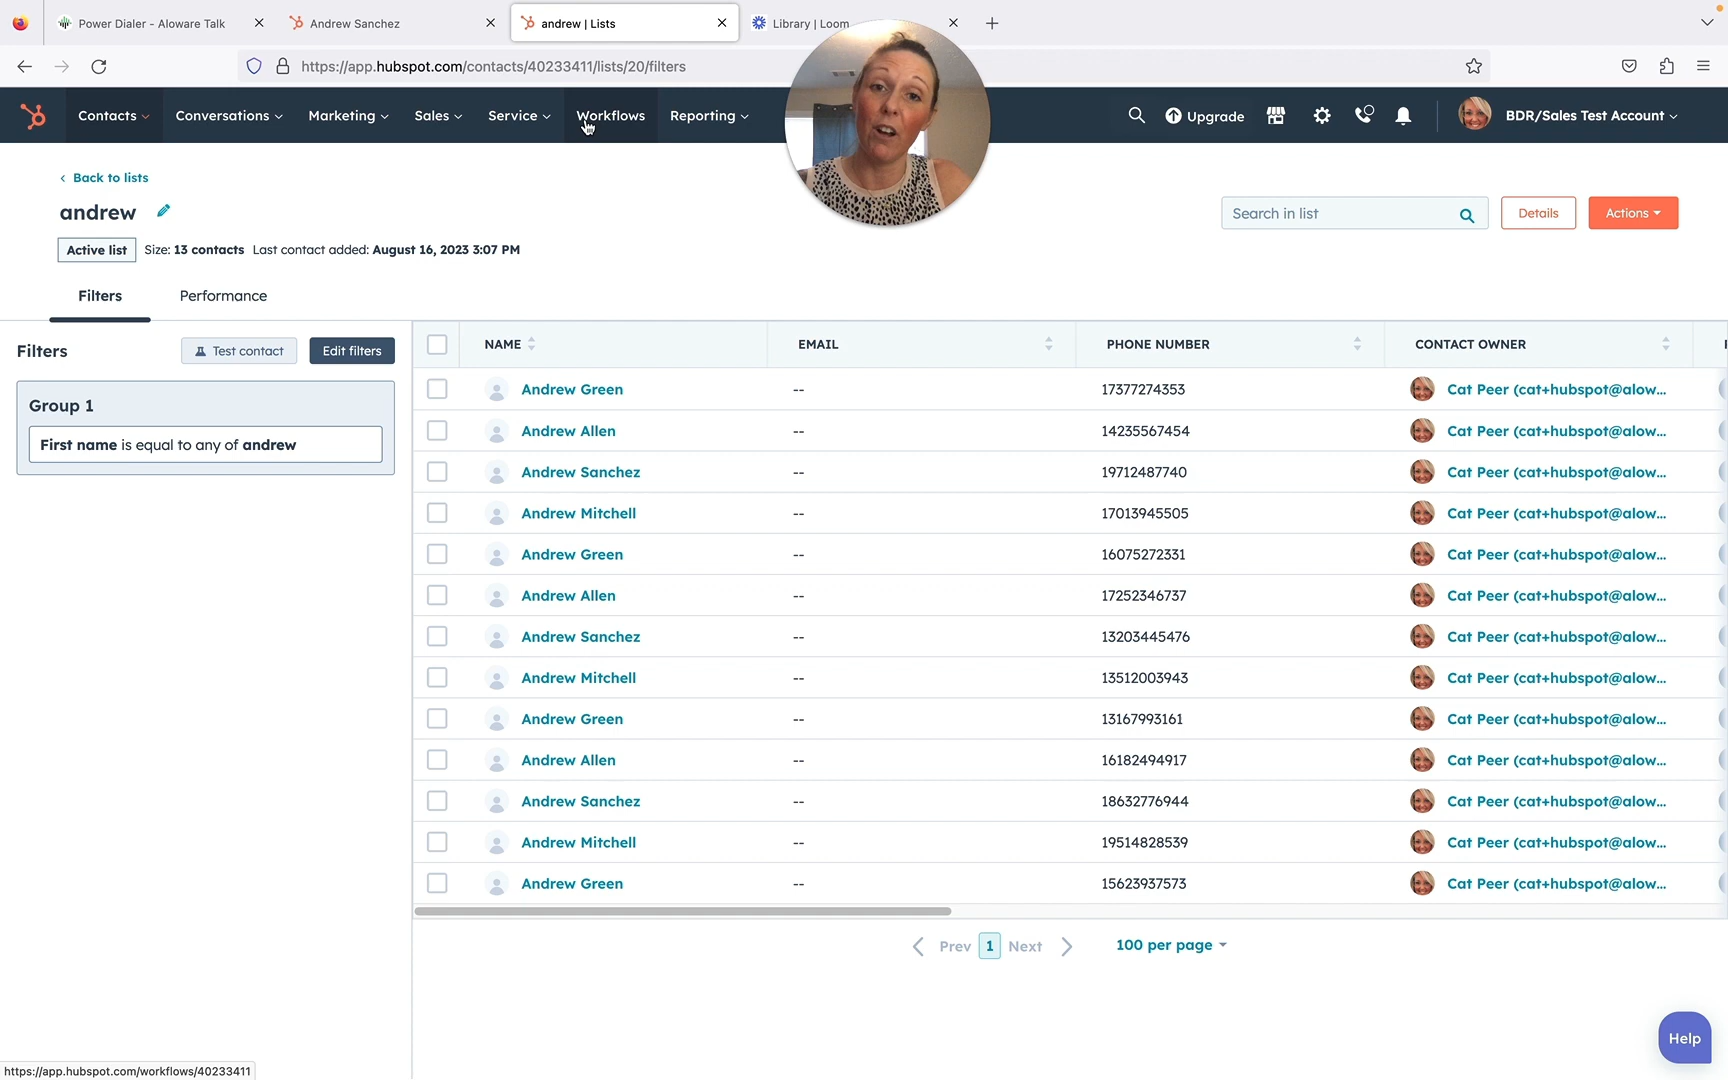 Power Dialer - Aloware Talk
Andrew Sanchez
andrew | Lists
Library | Loom
https://app.hubspot.com/contacts/40233411/lists/20/filters
Contacts
Conversations
Marketing
Sales
Service
Workflows
Reporting
Upgrade
BDR/Sales Test Account
Back to lists
andrew
Search in list
Details
Actions
Active list
Size: 13 contacts
Last contact added: August 16, 2023 3:07 PM
Filters
Performance
Filters
Test contact
Edit filters
Group 1
First name is equal to any of andrew
NAME
EMAIL
PHONE NUMBER
CONTACT OWNER
Andrew Green -- 17377274353 Cat Peer (cat+hubspot@alow...
Andrew Allen -- 14235567454 Cat Peer (cat+hubspot@alow...
Andrew Sanchez -- 19712487740 Cat Peer (cat+hubspot@alow...
Andrew Mitchell -- 17013945505 Cat Peer (cat+hubspot@alow...
Andrew Green -- 16075272331 Cat Peer (cat+hubspot@alow...
Andrew Allen -- 17252346737 Cat Peer (cat+hubspot@alow...
Andrew Sanchez -- 13203445476 Cat Peer (cat+hubspot@alow...
Andrew Mitchell -- 13512003943 Cat Peer (cat+hubspot@alow...
Andrew Green -- 13167993161 Cat Peer (cat+hubspot@alow...
Andrew Allen -- 16182494917 Cat Peer (cat+hubspot@alow...
Andrew Sanchez -- 18632776944 Cat Peer (cat+hubspot@alow...
Andrew Mitchell -- 19514828539 Cat Peer (cat+hubspot@alow...
Andrew Green -- 15623937573 Cat Peer (cat+hubspot@alow...
Prev 1 Next
100 per page
Help
https://app.hubspot.com/workflows/40233411